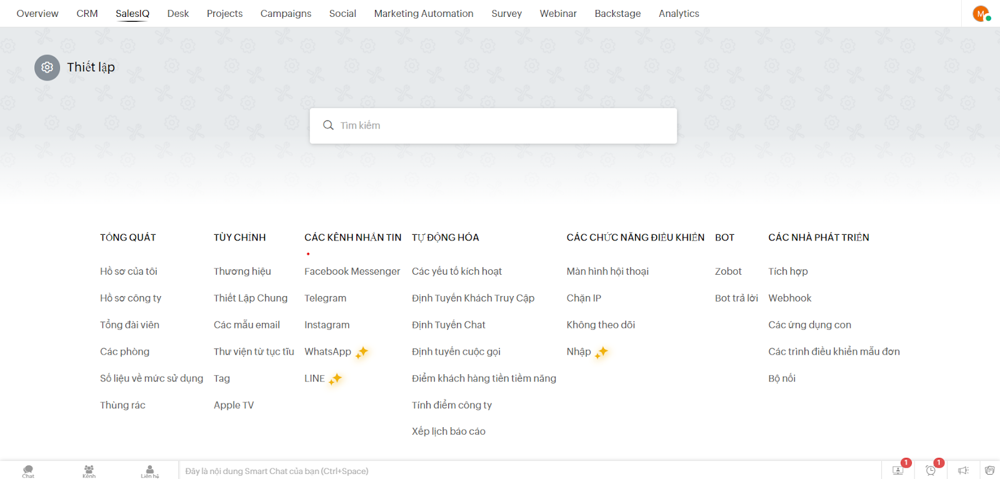 Overview CRM SalesIQ Desk Projects Campaigns Social Marketing Automation Survey Webinar Backstage Analytics M
Thiết lập
Tìm kiếm
TỔNG QUÁT
Hồ sơ của tôi
Hồ sơ công ty
Tổng đài viên
Các phòng
Số liệu về mức sử dụng
Thùng rác
TÙY CHỈNH
Thương hiệu
Thiết Lập Chung
Các mẫu email
Thư viện từ tục tĩu
Tag
Apple TV
CÁC KÊNH NHẮN TIN
Facebook Messenger
Telegram
Instagram
WhatsApp
LINE
TỰ ĐỘNG HÓA
Các yếu tố kích hoạt
Định Tuyến Khách Truy Cập
Định Tuyến Chat
Định tuyến cuộc gọi
Điểm khách hàng tiền tiềm năng
Tính điểm công ty
Xếp lịch báo cáo
CÁC CHỨC NĂNG ĐIỀU KHIỂN
Màn hình hội thoại
Chặn IP
Không theo dõi
Nhập
BOT
Zobot
Bot trả lời
CÁC NHÀ PHÁT TRIỂN
Tích hợp
Webhook
Các ứng dụng con
Các trình điều khiển mẫu đơn
Bộ nối
Chat Kênh Liên hệ Đây là nội dung Smart Chat của bạn (Ctrl+Space) 1 1